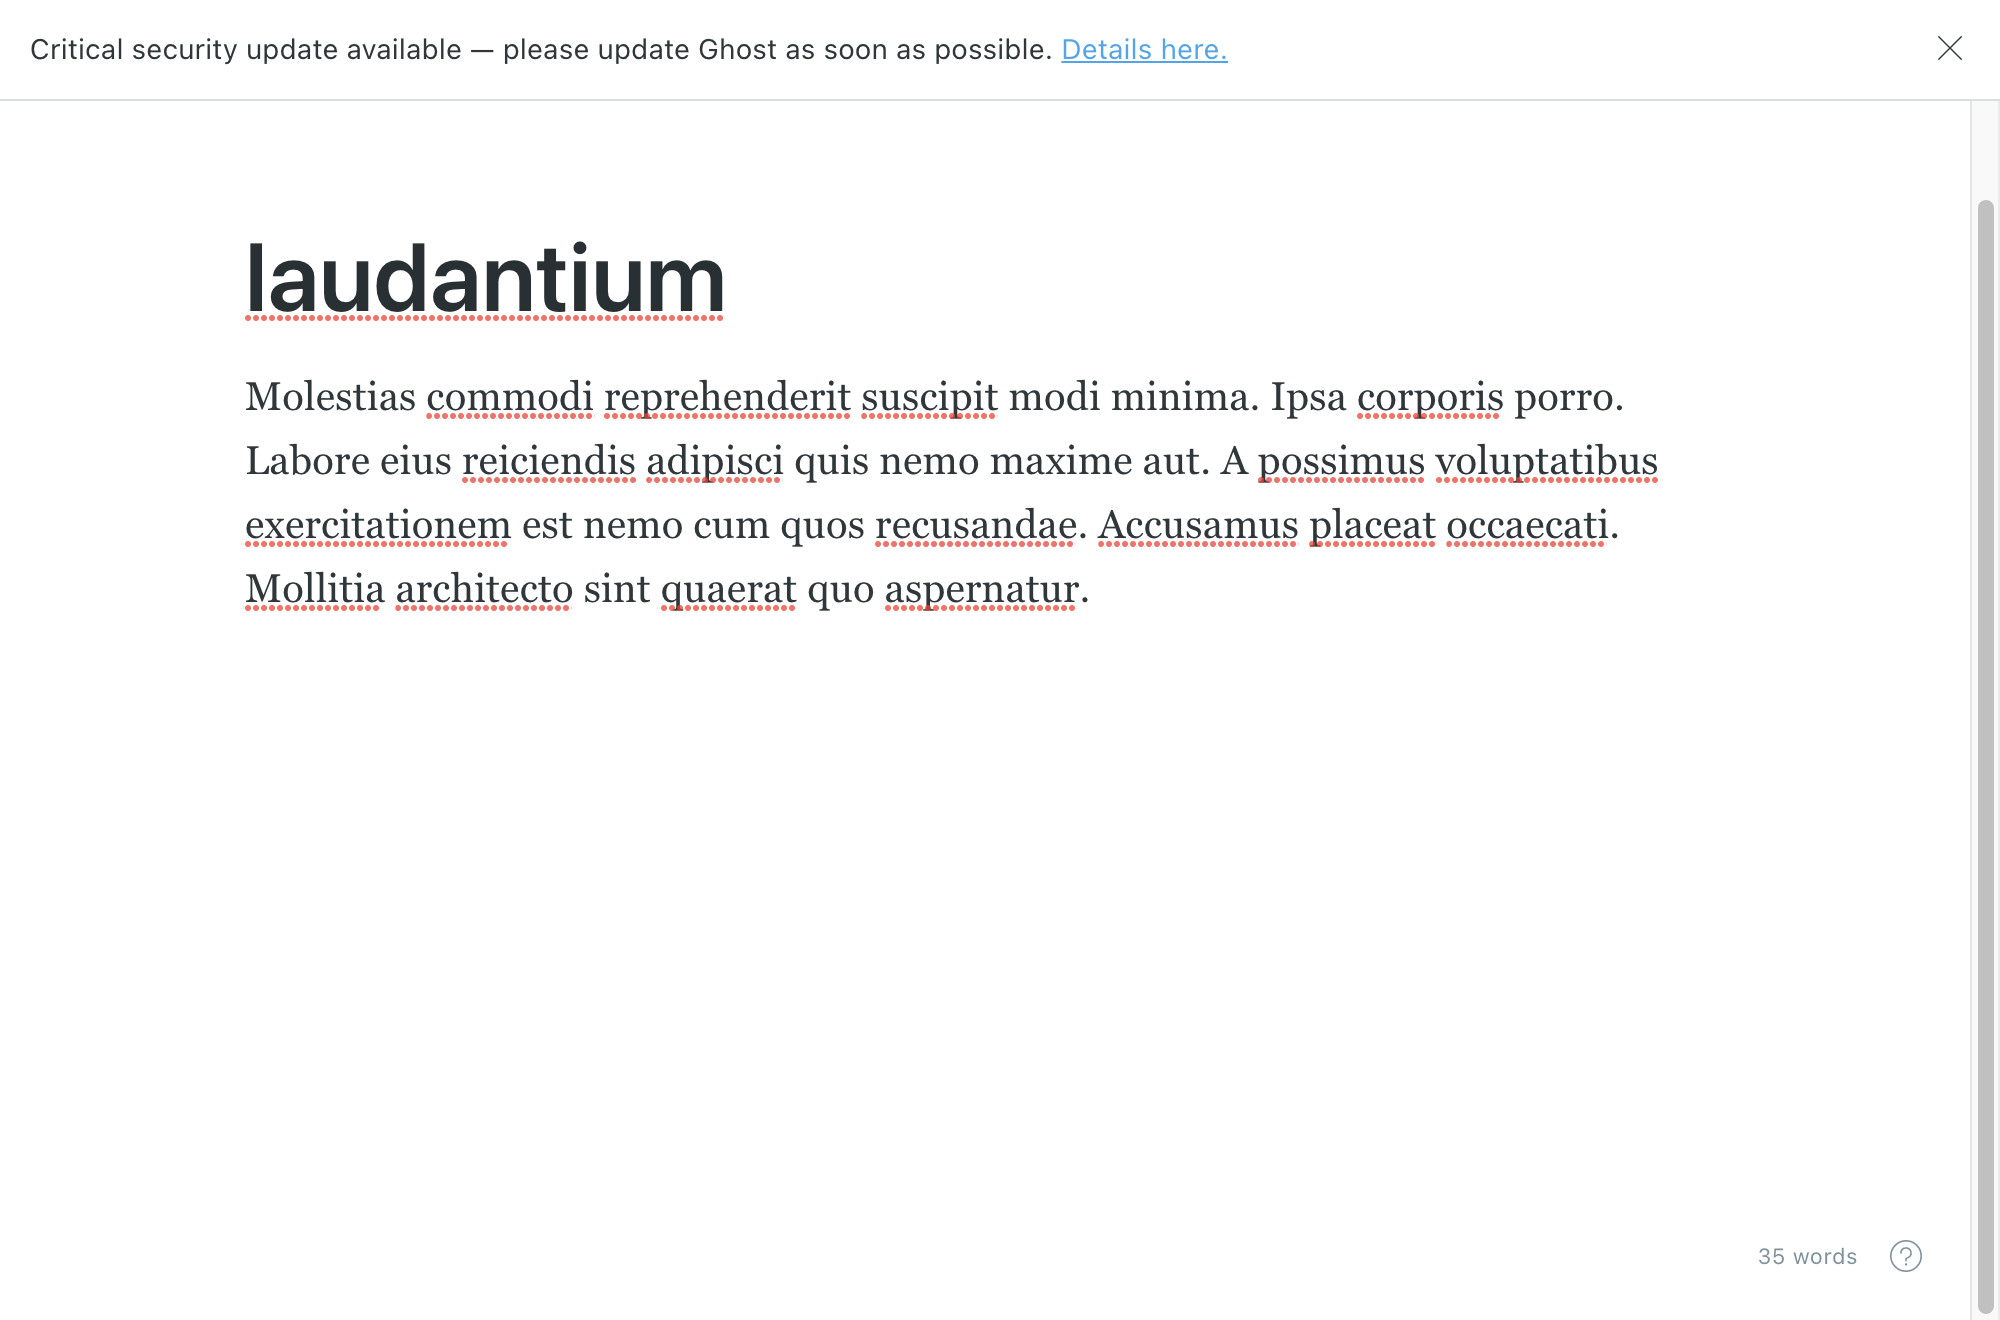 Critical security update available — please update Ghost as soon as possible. Details here.
laudantium
Molestias commodi reprehenderit suscipit modi minima. Ipsa corporis porro.
Labore eius reiciendis adipisci quis nemo maxime aut. A possimus voluptatibus
exercitationem est nemo cum quos recusandae. Accusamus placeat occaecati.
Mollitia architecto sint quaerat quo aspernatur.
35 words